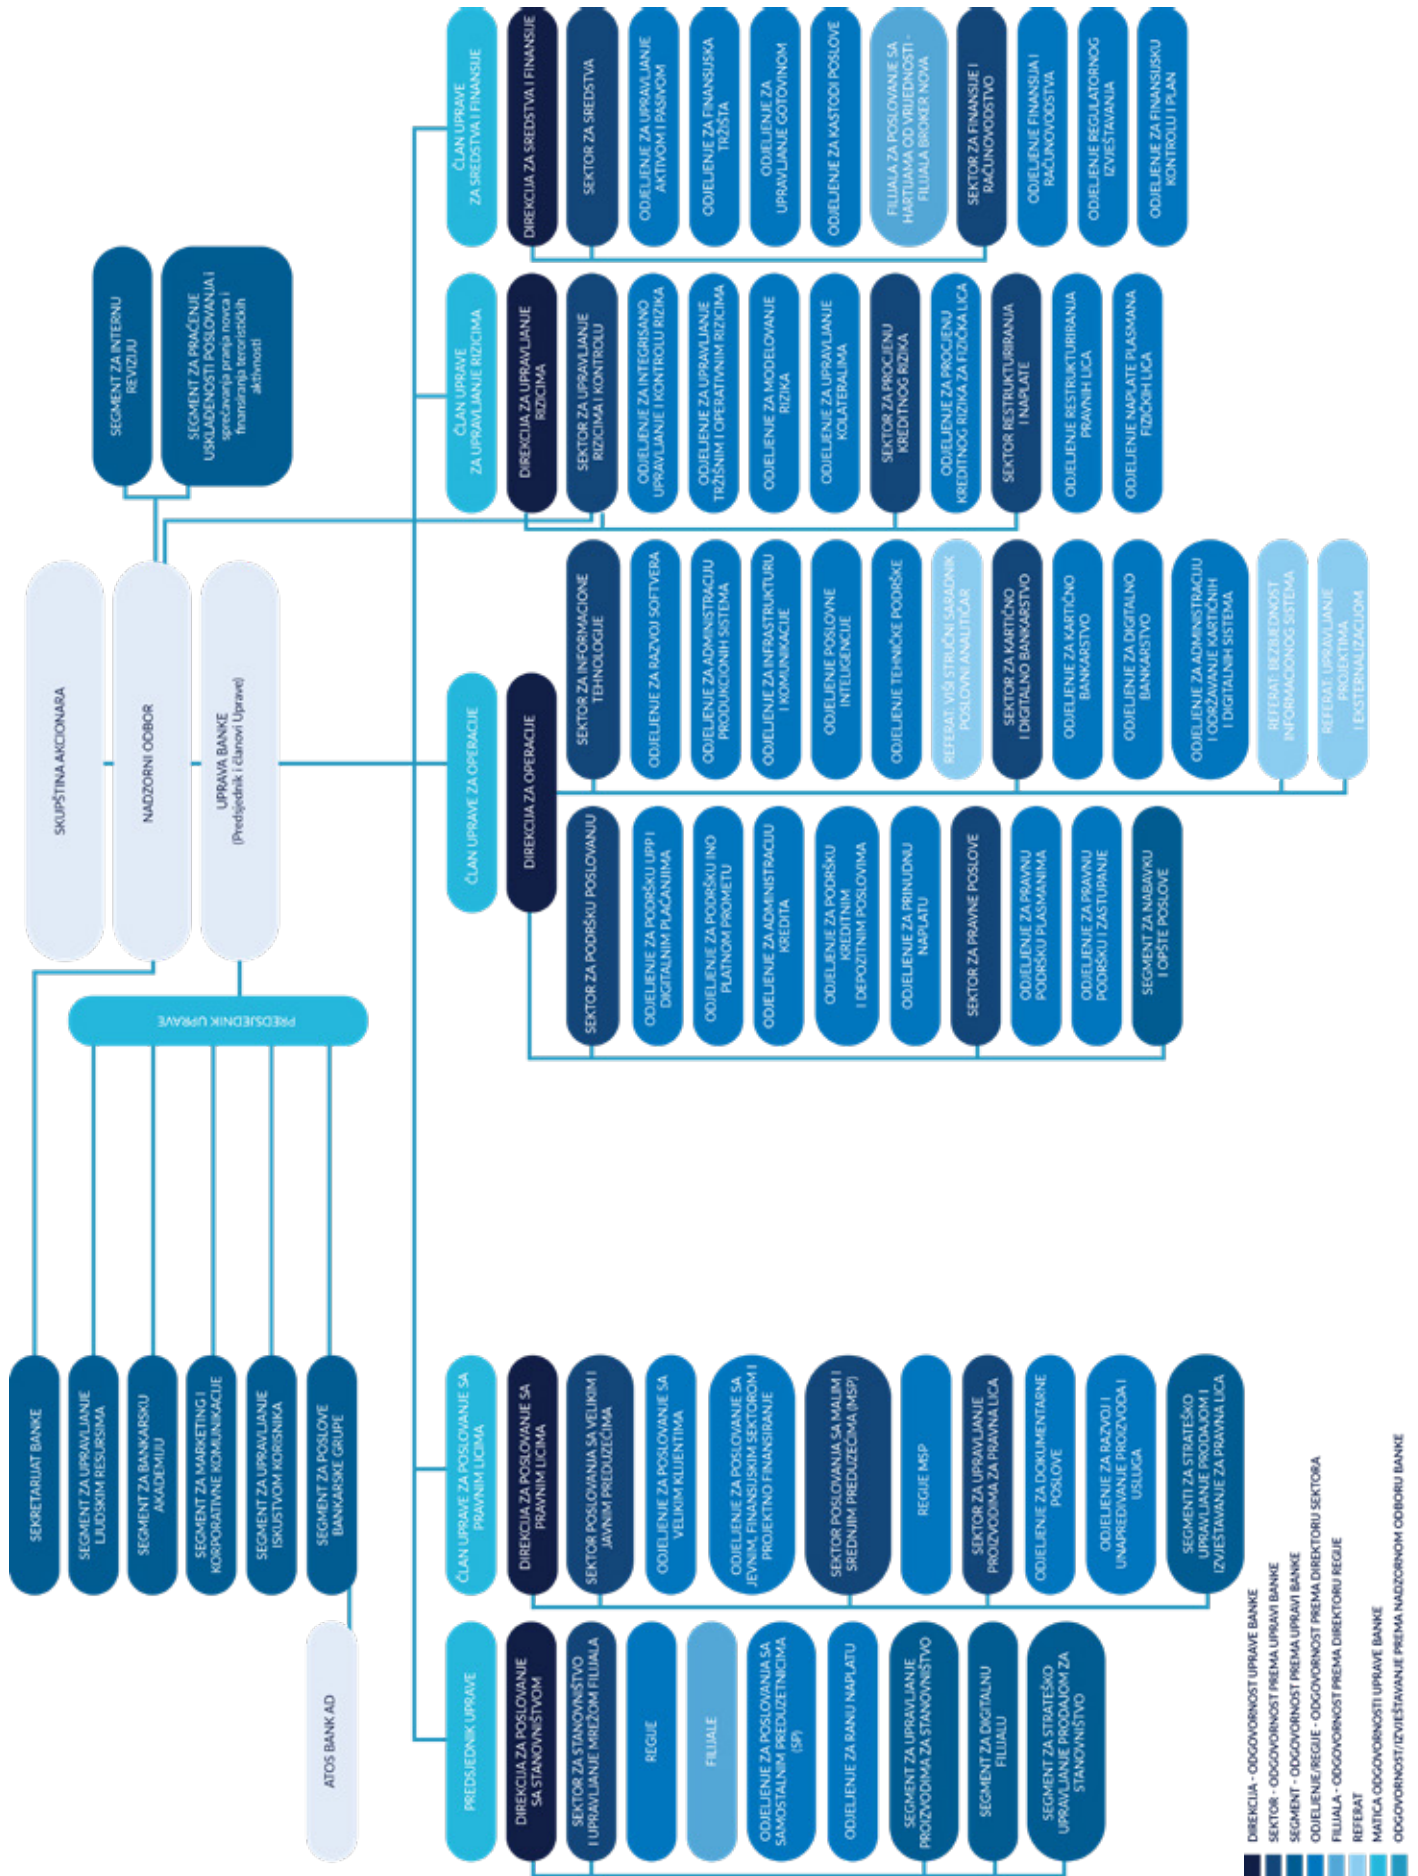 SKUPŠTINA AKCIONARA
NADZORNI ODBOR
UPRAVA BANKE
(Predsjednik i članovi Uprave)
SEGMENT ZA INTERNU
REVIZIJU
SEGMENT ZA PRAĆENJE
USKLAĐENOSTI POSLOVANJA i
sprečavanja pranja novca i
finansiranja terorističkih
aktivnosti
PREDSJEDNIK UPRAVE
SEKRETARIJAT BANKE
SEGMENT ZA UPRAVLJANJE
LJUDSKIM RESURSIMA
SEGMENT ZA BANKARSKU
AKADEMIJU
SEGMENT ZA MARKETING I
KORPORATIVNE KOMUNIKACIJE
SEGMENT ZA UPRAVLJANJE
ISKUSTVOM KORISNIKA
SEGMENT ZA POSLOVE
BANKARSKE GRUPE
ATOS BANK AD
PREDSJEDNIK UPRAVE
DIREKCIJA ZA POSLOVANJE
SA STANOVNIŠTVOM
SEKTOR ZA STANOVNIŠTVO
I UPRAVLJANJE MREŽOM FILIJALA
REGIJE
FILIJALE
ODJELJENJE ZA POSLOVANJA SA
SAMOSTALNIM PREDUZETNICIMA
(SP)
ODJELJENJE ZA RANU NAPLATU
SEGMENT ZA UPRAVLJANJE
PROIZVODIMA ZA STANOVNIŠTVO
SEGMENT ZA DIGITALNU
FILIJALU
SEGMENT ZA STRATEŠKO
UPRAVLJANJE PRODAJOM ZA
STANOVNIŠTVO
ČLAN UPRAVE ZA POSLOVANJE SA
PRAVNIM LICIMA
DIREKCIJA ZA POSLOVANJE SA
PRAVNIM LICIMA
SEKTOR POSLOVANJA SA VELIKIM I
JAVNIM PREDUZEĆIMA
ODJELJENJE ZA POSLOVANJE SA
VELIKIM KLIJENTIMA
ODJELJENJE ZA POSLOVANJE SA
JEVNIM, FINANSIJSKIM SEKTOROM I
PROJEKTNO FINANSIRANJE
SEKTOR POSLOVANJA SA MALIM I
SREDNJIM PREDUZEĆIMA (MSP)
REGIJE MSP
SEKTOR ZA UPRAVLJANJE
PROIZVODIMA ZA PRAVNA LICA
ODJELJENJE ZA DOKUMENTARNE
POSLOVE
ODJELJENJE ZA RAZVOJ I
UNAPREĐIVANJE PROIZVODA I
USLUGA
SEGMENTI ZA STRATEŠKO
UPRAVLJANJE PRODAJOM I
IZVJEŠTAVANJE ZA PRAVNA LICA
ČLAN UPRAVE ZA OPERACIJE
DIREKCIJA ZA OPERACIJE
SEKTOR ZA PODRŠKU POSLOVANJU
ODJELJENJE ZA PODRŠKU UPP I
DIGITALNIM PLAĆANJIMA
ODJELJENJE ZA PODRŠKU INO
PLATNOM PROMETU
ODJELJENJE ZA ADMINISTRACIJU
KREDITA
ODJELJENJE ZA PODRŠKU
KREDITNIM
I DEPOZITNIM POSLOVIMA
ODJELJENJE ZA PRINUDNU
NAPLATU
SEKTOR ZA PRAVNE POSLOVE
ODJELJENJE ZA PRAVNU
PODRŠKU PLASMANIMA
ODJELJENJE ZA PRAVNU
PODRŠKU I ZASTUPANJE
SEGMENT ZA NABAVKU
I OPŠTE POSLOVE
SEKTOR ZA INFORMACIONE
TEHNOLOGIJE
ODJELJENJE ZA RAZVOJ SOFTVERA
ODJELJENJE ZA ADMINISTRACIJU
PRODUKCIONIH SISTEMA
ODJELJENJE ZA INFRASTRUKTURU
I KOMUNIKACIJE
ODJELJENJE POSLOVNE
INTELIGENCIJE
ODJELJENJE TEHNIČKE PODRŠKE
REFERAT: VIŠI STRUČNI SARADNIK
POSLOVNI ANALITIČAR
SEKTOR ZA KARTIČNO
I DIGITALNO BANKARSTVO
ODJELJENJE ZA KARTIČNO
BANKARSTVO
ODJELJENJE ZA DIGITALNO
BANKARSTVO
ODJELJENJE ZA ADMINISTRACIJU
I ODRŽAVANJE KARTIČNIH
I DIGITALNIH SISTEMA
REFERAT: BEZBJEDNOST
INFORMACIONOG SISTEMA
REFERAT: UPRAVLJANJE
PROJEKTIMA
I EKSTERNALIZACIJOM
ČLAN UPRAVE
ZA UPRAVLJANJE RIZICIMA
DIREKCIJA ZA UPRAVLJANJE
RIZICIMA
SEKTOR ZA UPRAVLJANJE
RIZICIMA I KONTROLU
ODJELJENJE ZA INTEGRISANO
UPRAVLJANJE I KONTROLU RIZIKA
ODJELJENJE ZA UPRAVLJANJE
TRŽIŠNIM I OPERATIVNIM RIZICIMA
ODJELJENJE ZA MODELOVANJE
RIZIKA
ODJELJENJE ZA UPRAVLJANJE
KOLATERALIMA
SEKTOR ZA PROCJENU
KREDITNOG RIZIKA
ODJELJENJE ZA PROCJENU
KREDITNOG RIZIKA ZA FIZIČKA LICA
SEKTOR RESTRUKTURIRANJA
I NAPLATE
ODJELJENJE RESTRUKTURIRANJA
PRAVNIH LICA
ODJELJENJE NAPLATE PLASMANA
FIZIČKIH LICA
ČLAN UPRAVE
ZA SREDSTVA I FINANSIJE
DIREKCIJA ZA SREDSTVA I FINANSIJE
SEKTOR ZA SREDSTVA
ODJELJENJE ZA UPRAVLJANJE
AKTIVOM I PASIVOM
ODJELJENJE ZA FINANSIJSKA
TRŽIŠTA
ODJELJENJE ZA
UPRAVLJANJE GOTOVINOM
ODJELJENJE ZA KASTODI POSLOVE
FILIJALA ZA POSLOVANJE SA
HARTIJAMA OD VRIJEDNOSTI -
FILIJALA BROKER NOVA
SEKTOR ZA FINANSIJE I
RAČUNOVODSTVO
ODJELJENJE FINANSIJA I
RAČUNOVODSTVA
ODJELJENJE REGULATORNOG
IZVJEŠTAVANJA
ODJELJENJE ZA FINANSIJSKU
KONTROLU I PLAN
DIREKCIJA - ODGOVORNOST UPRAVE BANKE
SEKTOR - ODGOVORNOST PREMA UPRAVI BANKE
SEGMENT - ODGOVORNOST PREMA UPRAVI BANKE
ODJELJENJE/REGIJE - ODGOVORNOST PREMA DIREKTORU SEKTORA
FILIJALA - ODGOVORNOST PREMA DIREKTORU REGIJE
REFERAT
MATICA ODGOVORNOSTI UPRAVE BANKE
ODGOVORNOST/IZVJEŠTAVANJE PREMA NADZORNOM ODBORU BANKE